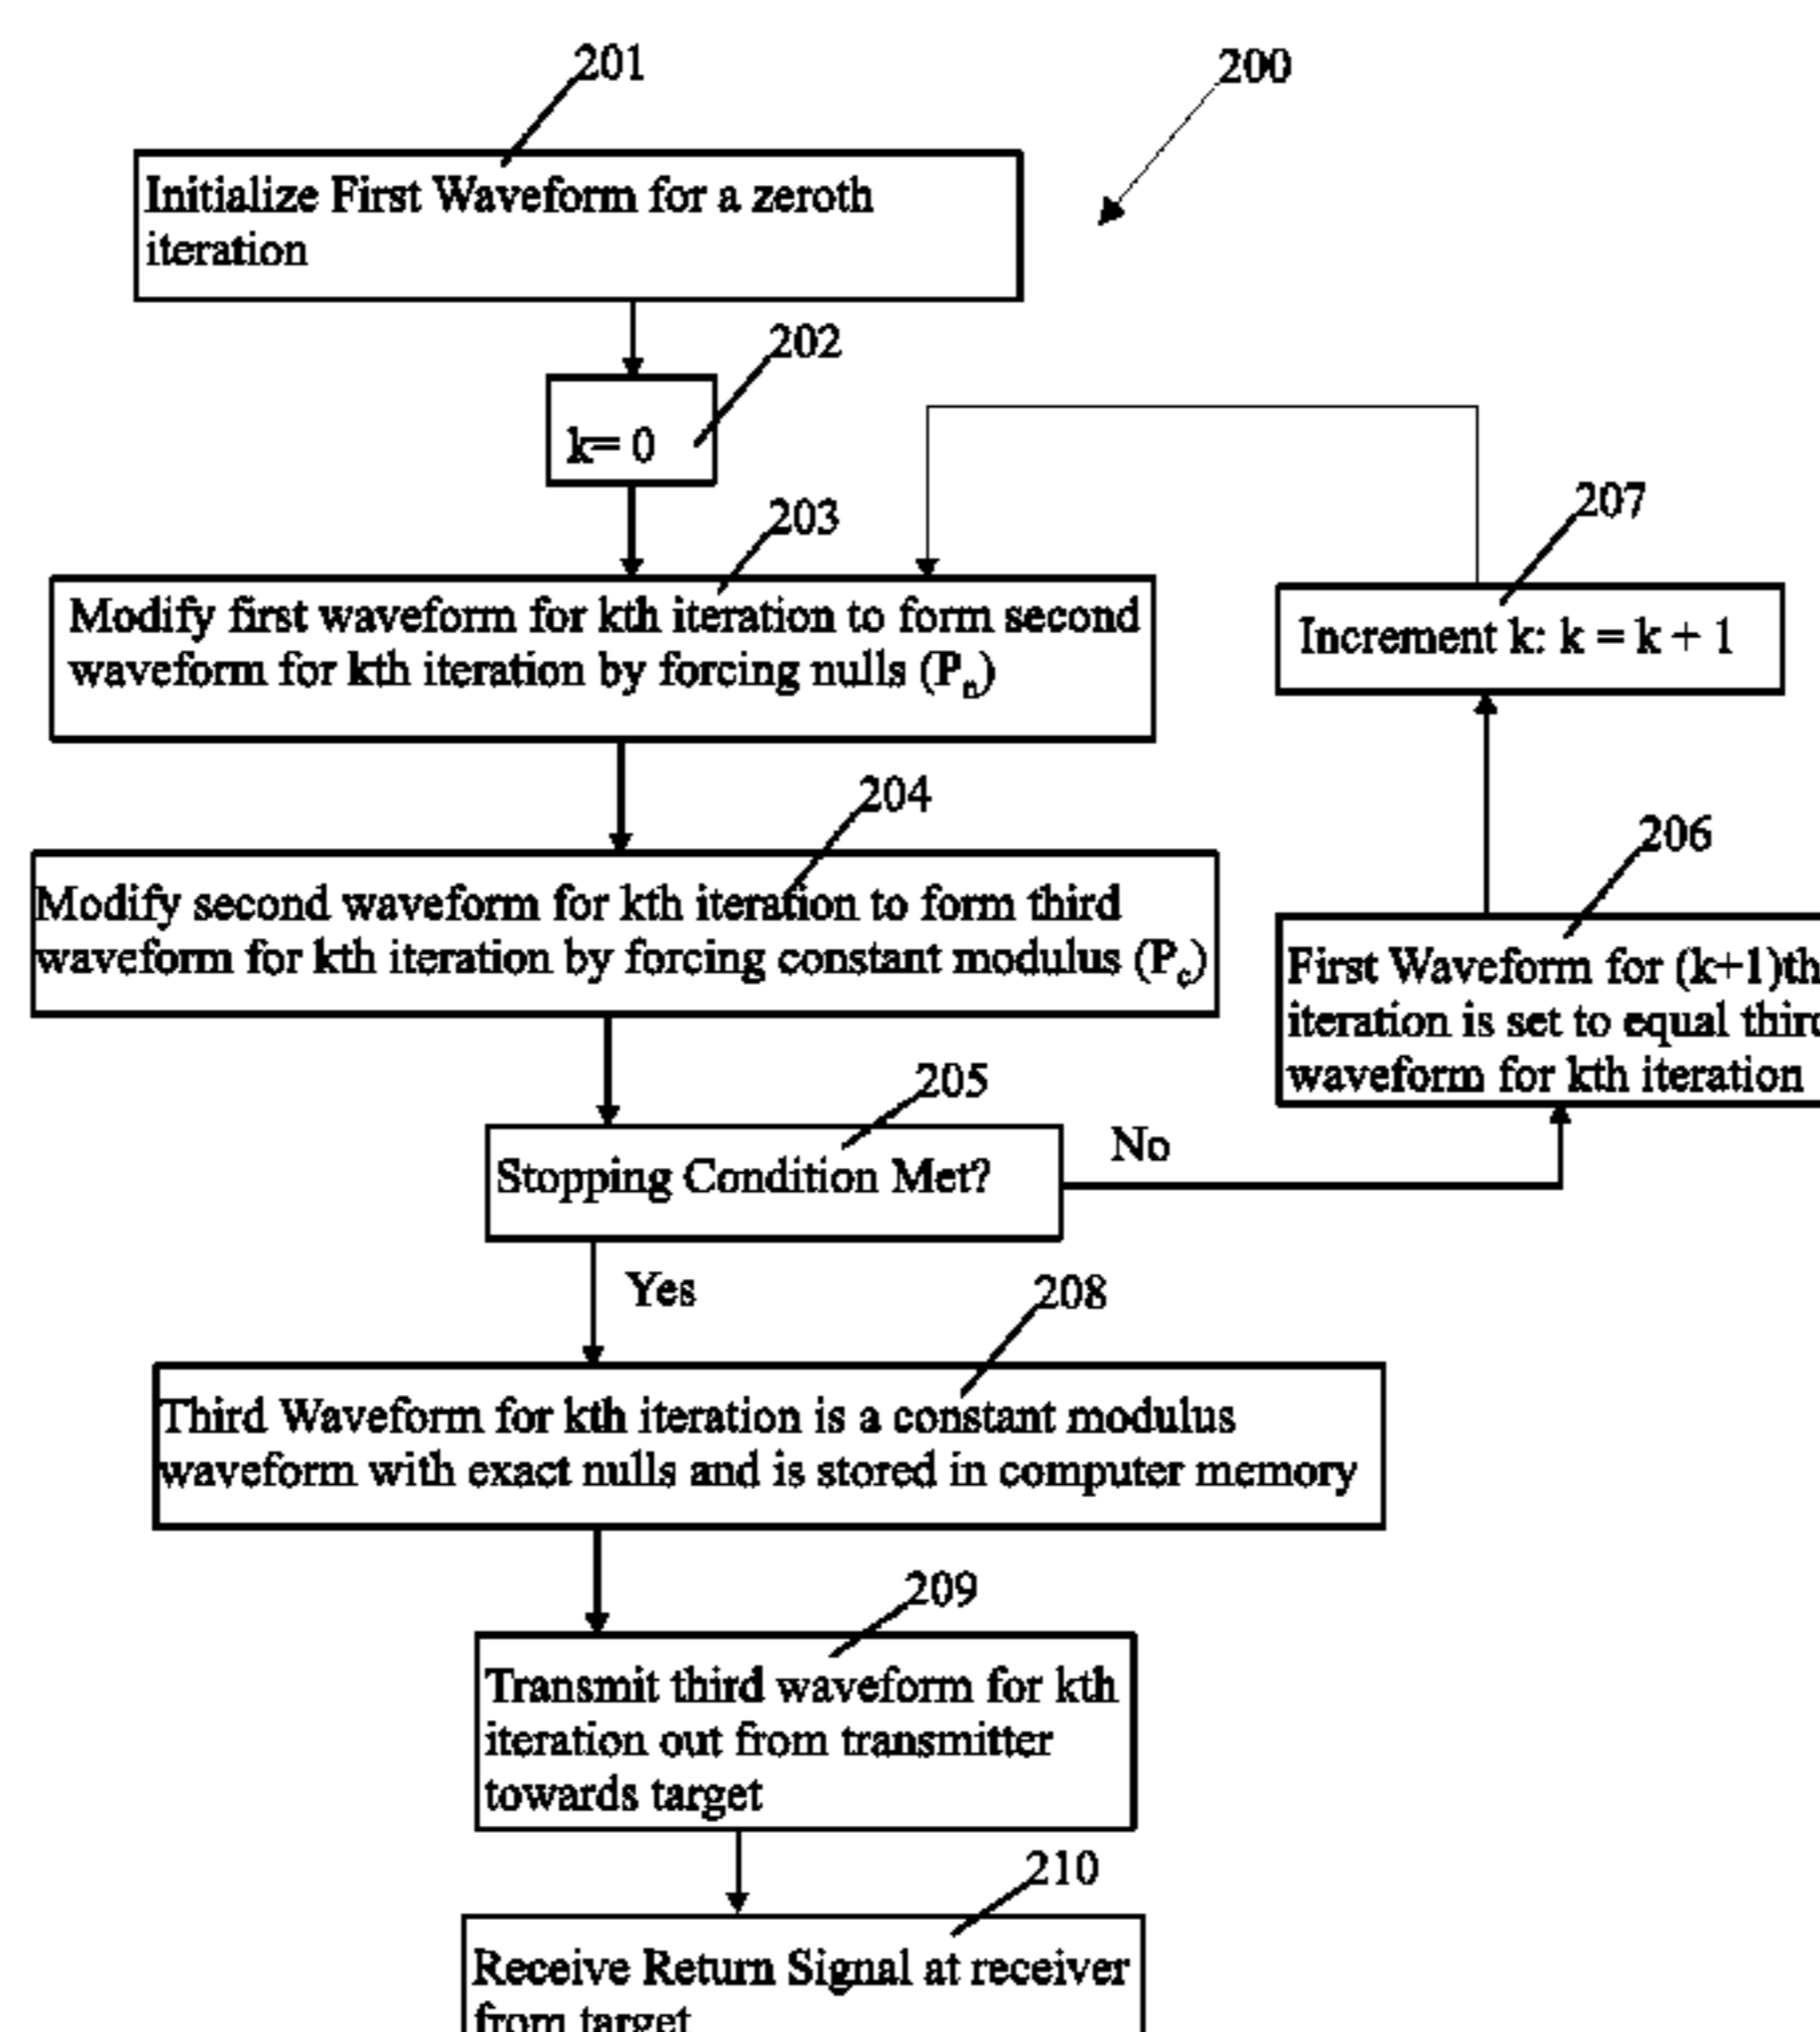 201
200
Initialize First Waveform for a zeroth
iteration
202
k= 0
203
207
Modify first waveform for kth iteration to form second
waveform for kth iteration by forcing nulls (Pn)
Increment k: k = k + 1
204
206
Modify second waveform for kth iteration to form third
waveform for kth iteration by forcing constant modulus (Pc)
First Waveform for (k+1)th
iteration is set to equal third
waveform for kth iteration
205
No
Stopping Condition Met?
Yes
208
Third Waveform for kth iteration is a constant modulus
waveform with exact nulls and is stored in computer memory
209
Transmit third waveform for kth
iteration out from transmitter
towards target
210
Receive Return Signal at receiver
from target